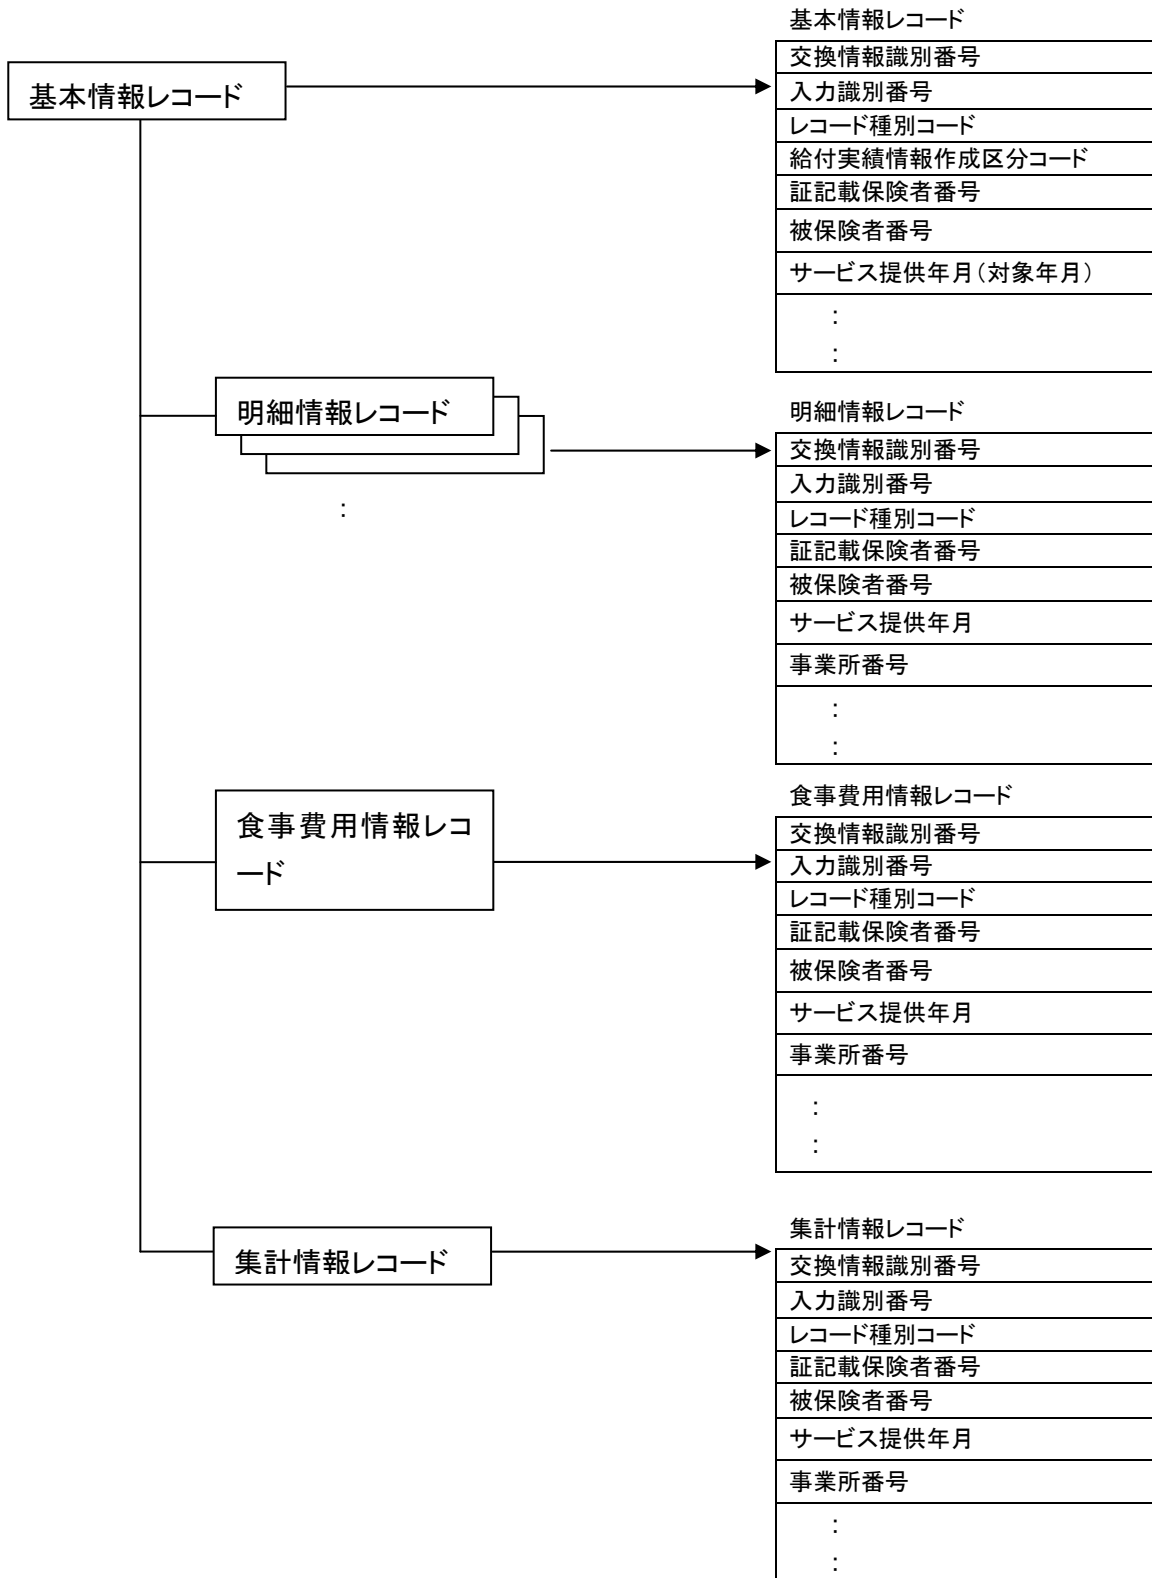 基本情報レコード
基本情報レコード
交換情報識別番号
入力識別番号
レコード種別コード
給付実績情報作成区分コード
証記載保険者番号
被保険者番号
サービス提供年月(対象年月)
:
:
明細情報レコード
:
明細情報レコード
交換情報識別番号
入力識別番号
レコード種別コード
証記載保険者番号
被保険者番号
サービス提供年月
事業所番号
:
:
食事費用情報レコ
ード
食事費用情報レコード
交換情報識別番号
入力識別番号
レコード種別コード
証記載保険者番号
被保険者番号
サービス提供年月
事業所番号
:
:
集計情報レコード
集計情報レコード
交換情報識別番号
入力識別番号
レコード種別コード
証記載保険者番号
被保険者番号
サービス提供年月
事業所番号
:
: